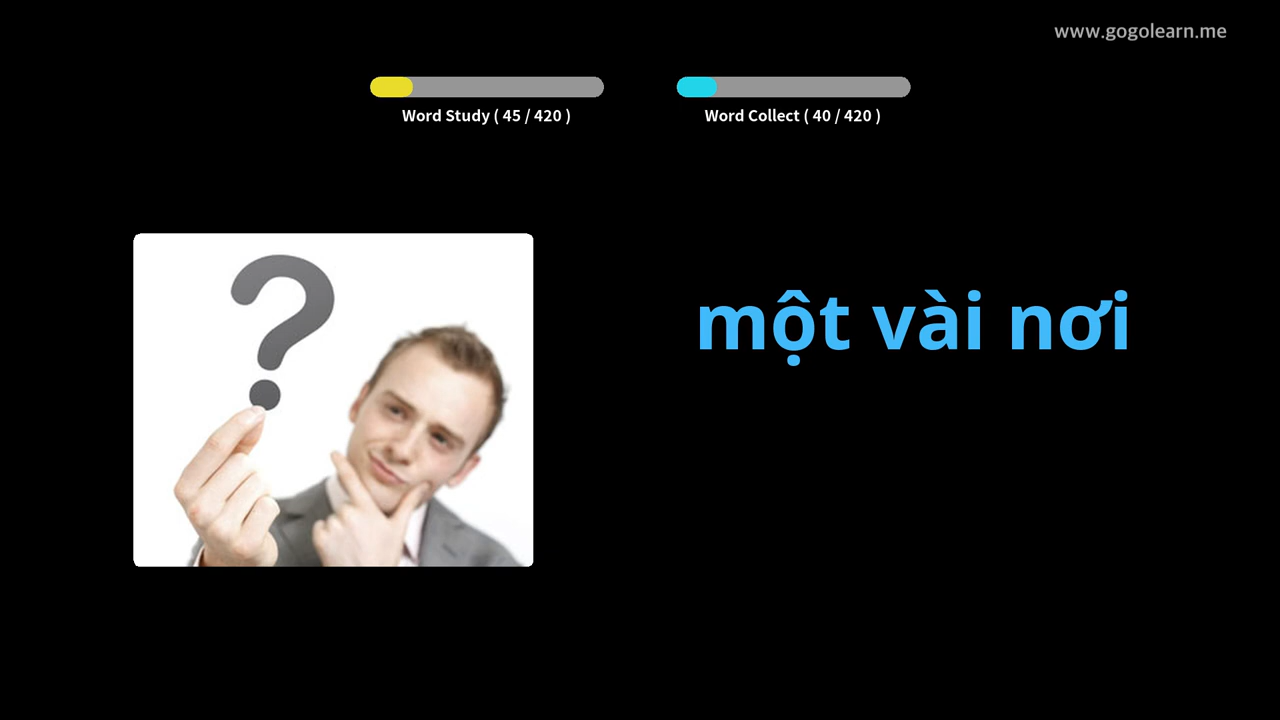 www.gogolearn.me
Word Study ( 45 / 420 )
Word Collect ( 40 / 420 )
?
một vài nơi